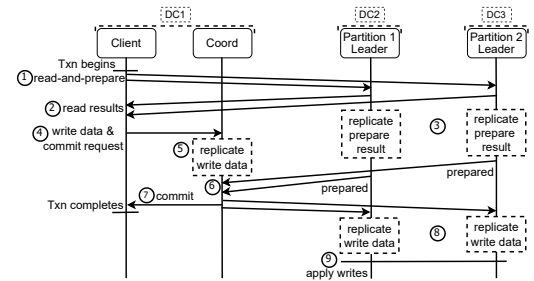 DC1
DC2
DC3
Client
Coord
Partition 1
Leader
Partition 2
Leader
Txn begins
1 read-and-prepare
2 read results
3
replicate
prepare
result
replicate
prepare
result
4 write data &
commit request
5
replicate
write data
6
prepared
prepared
7 commit
Txn completes
8
replicate
write data
replicate
write data
9
apply writes